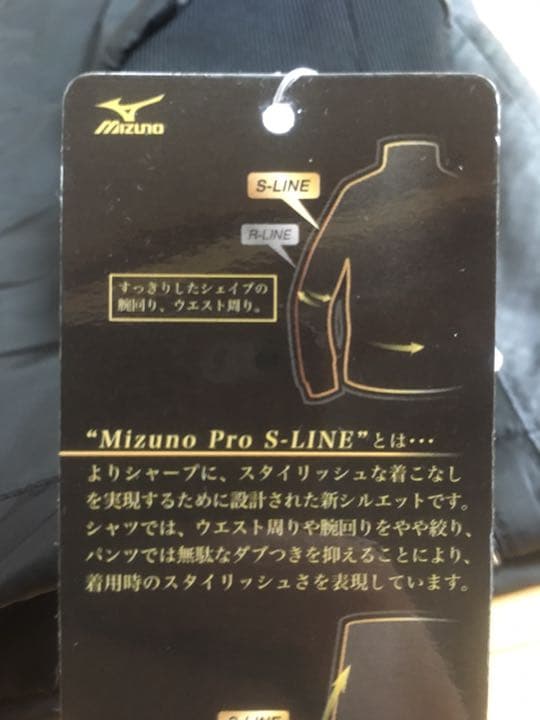 MIZUNO
S-LINE
R-LINE
すっきりしたシェイプの
腕回り、ウエスト周り。
“Mizuno Pro S-LINE”とは・・・
よりシャープに、スタイリッシュな着こなし
を実現するために設計された新シルエットです。
シャツでは、ウエスト周りや腕回りをやや絞り、
パンツでは無駄なダブつきを抑えることにより、
着用時のスタイリッシュさを表現しています。
S-LINE